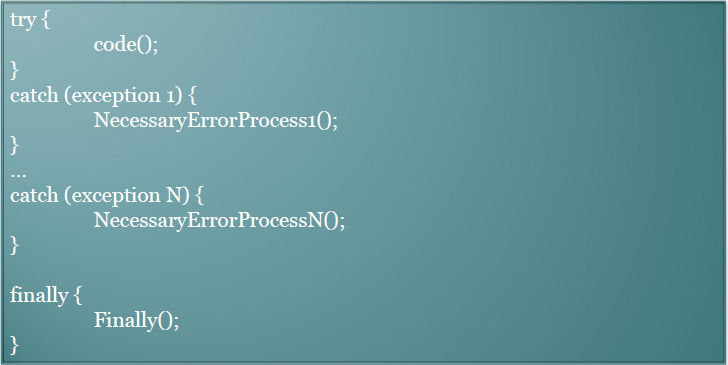 try {
code();
}
catch (exception 1) {
NecessaryErrorProcess1();
}
...
catch (exception N) {
NecessaryErrorProcessN();
}
finally {
Finally();
}